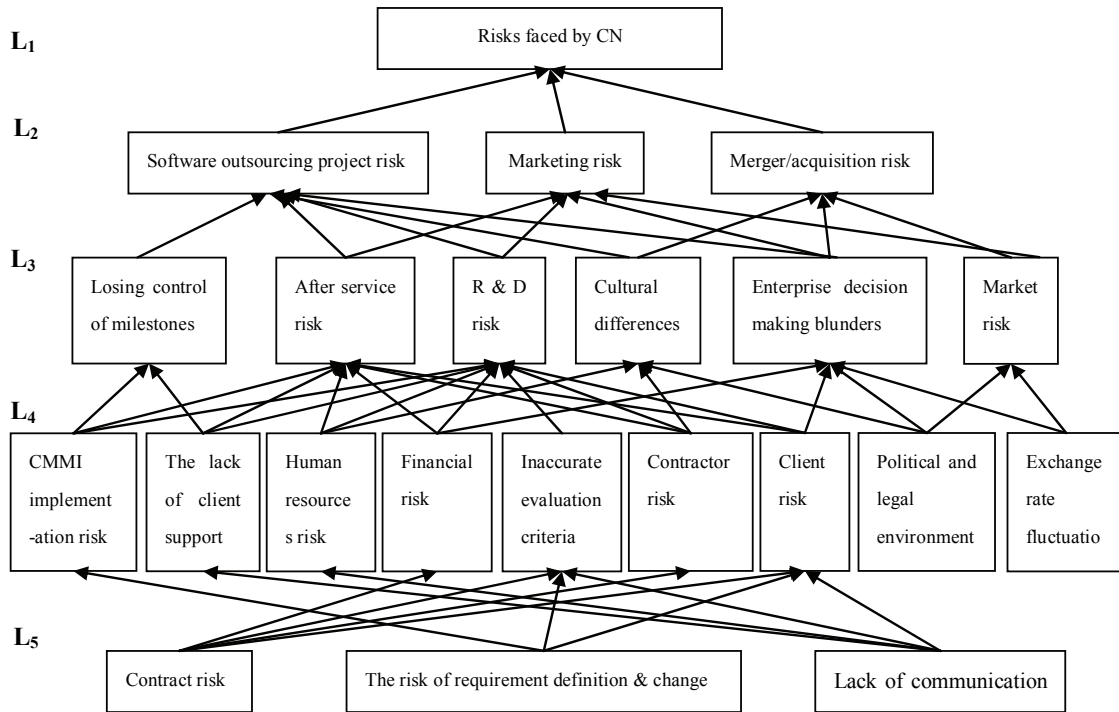 L1
Risks faced by CN
L2
Software outsourcing project risk
Marketing risk
Merger/acquisition risk
L3
Losing control
of milestones
After service
risk
R & D
risk
Cultural
differences
Enterprise decision
making blunders
Market
risk
L4
CMMI
implement
-ation risk
The lack
of client
support
Human
resource
s risk
Financial
risk
Inaccurate
evaluation
criteria
Contractor
risk
Client
risk
Political and
legal
environment
Exchange
rate
fluctuatio
L5
Contract risk
The risk of requirement definition & change
Lack of communication